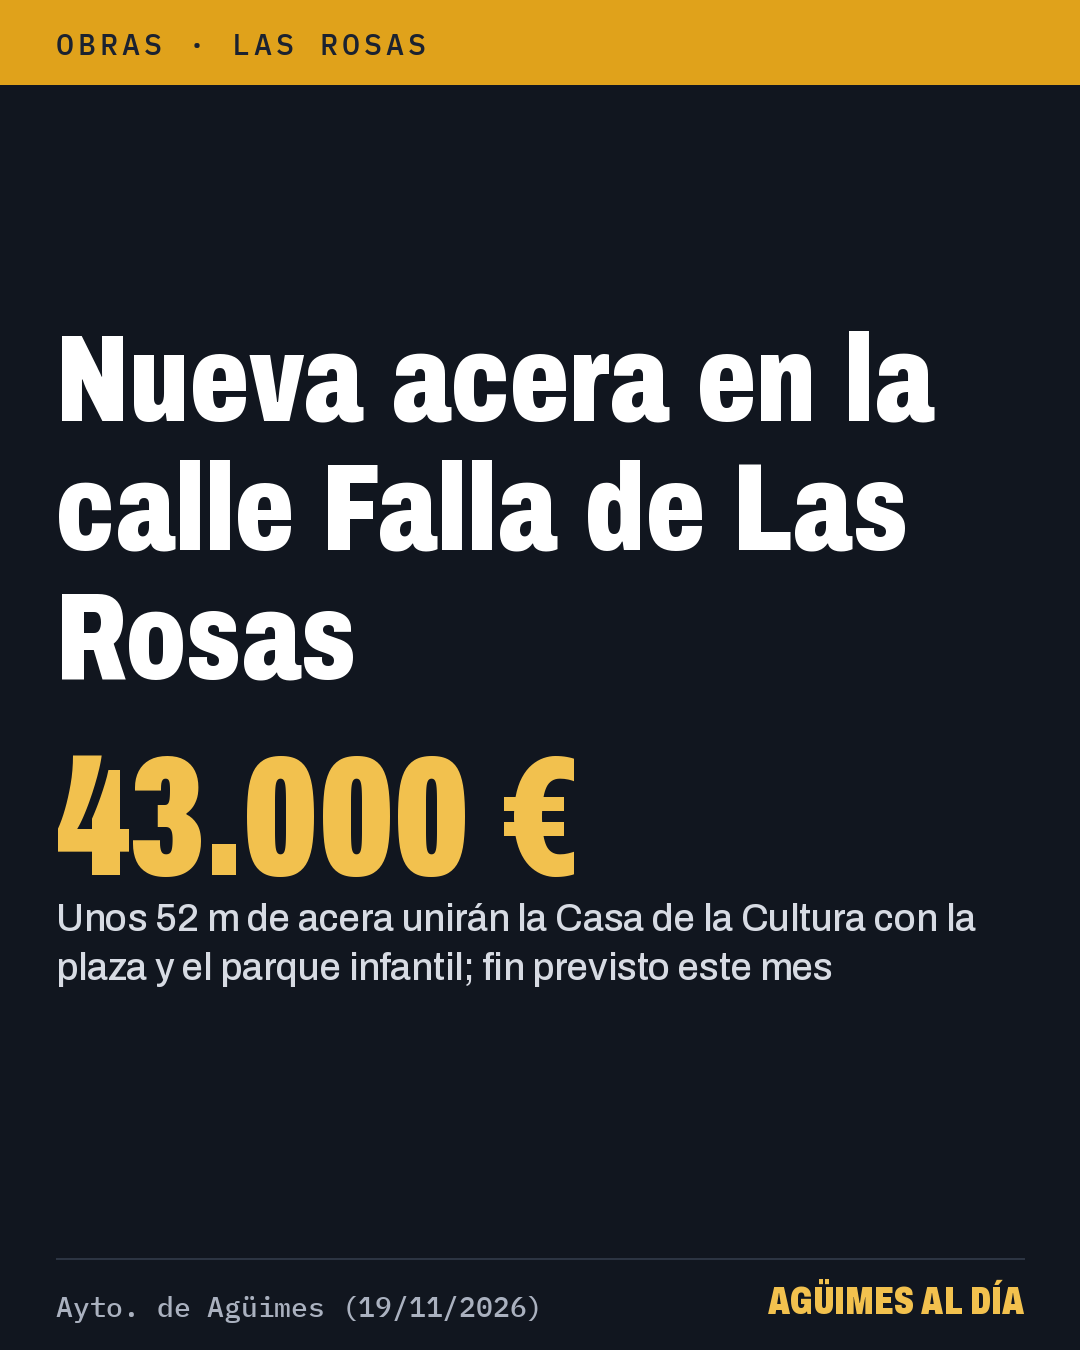 OBRAS · LAS ROSAS
Nueva acera en la
calle Falla de Las
Rosas
43.000 €
Unos 52 m de acera unirán la Casa de la Cultura con la
plaza y el parque infantil; fin previsto este mes
Ayto. de Agüimes (19/11/2026)
AGÜIMES AL DÍA